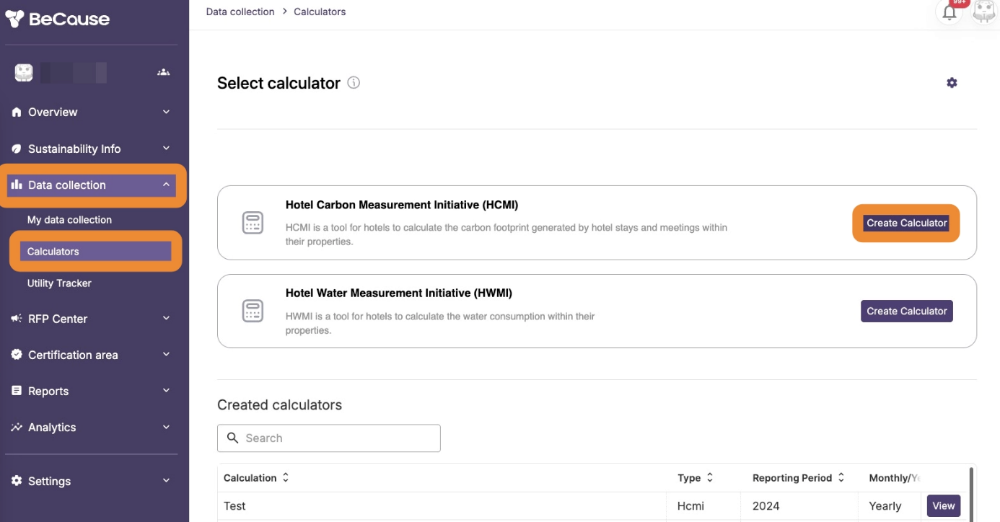 BeCause
Data collection > Calculators
99+
Overview
Sustainability Info
Data collection
My data collection
Calculators
Utility Tracker
RFP Center
Certification area
Reports
Analytics
Settings
Select calculator
Hotel Carbon Measurement Initiative (HCMI)
HCMI is a tool for hotels to calculate the carbon footprint generated by hotel stays and meetings within
their properties.
Create Calculator
Hotel Water Measurement Initiative (HWMI)
HWMI is a tool for hotels to calculate the water consumption within their
properties.
Create Calculator
Created calculators
Search
Calculation Type Reporting Period Monthly/Ye
Test Hcmi 2024 Yearly View